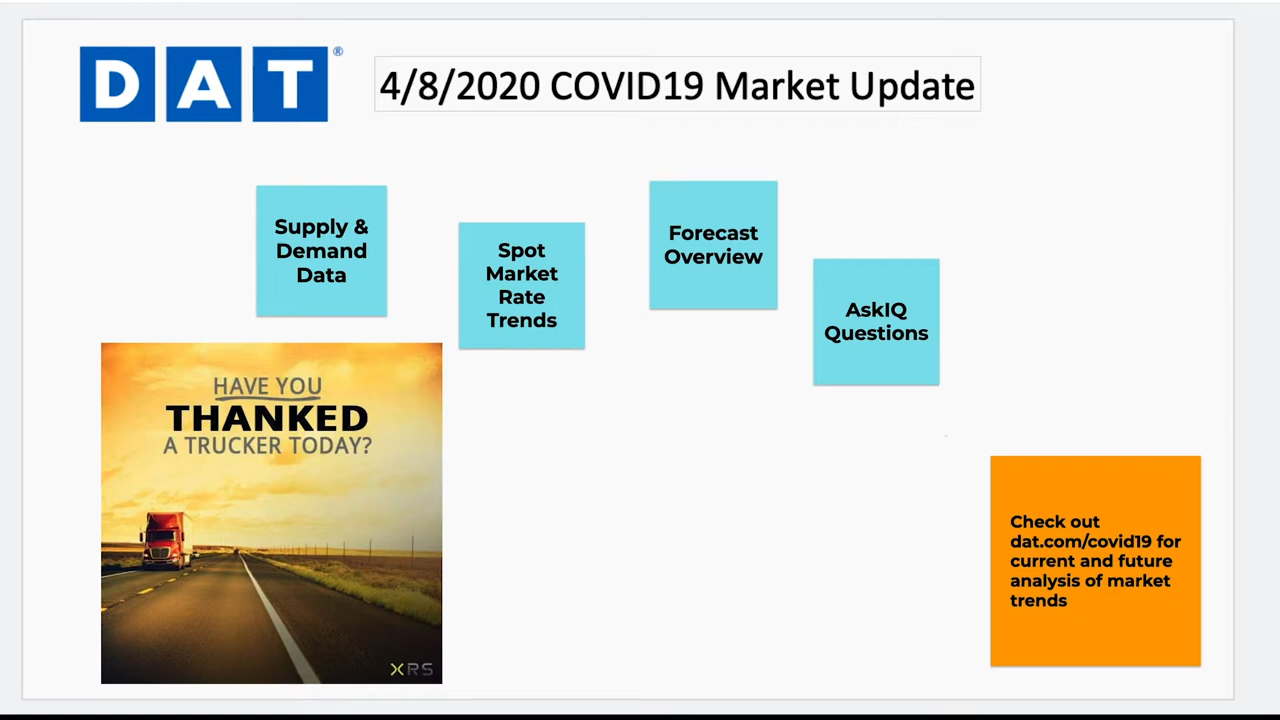 DAT®
4/8/2020 COVID19 Market Update
Supply &
Demand
Data
Spot
Market
Rate
Trends
Forecast
Overview
AskIQ
Questions
HAVE YOU
THANKED
A TRUCKER TODAY?
XRS
Check out
dat.com/covid19 for
current and future
analysis of market
trends